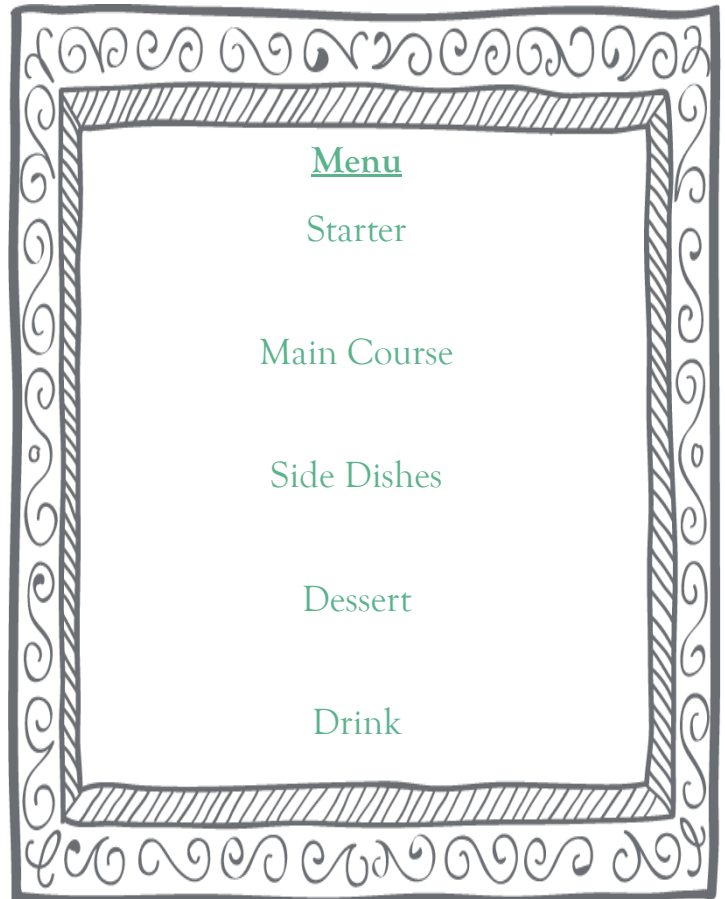 Menu
Starter
Main Course
Side Dishes
Dessert
Drink